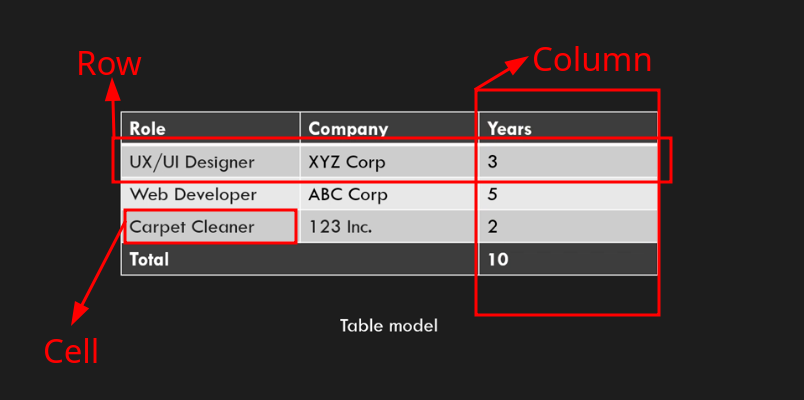 Row
Column
Role Company Years
UX/UI Designer XYZ Corp 3
Web Developer ABC Corp 5
Carpet Cleaner 123 Inc. 2
Total 10
Table model
Cell